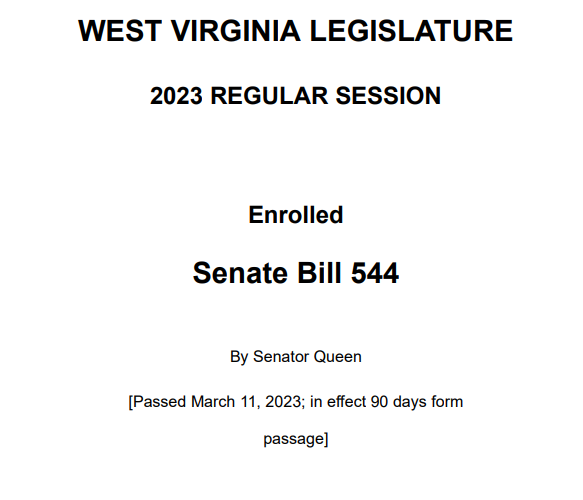 WEST VIRGINIA LEGISLATURE
2023 REGULAR SESSION
Enrolled
Senate Bill 544
By Senator Queen
[Passed March 11, 2023; in effect 90 days form
passage]